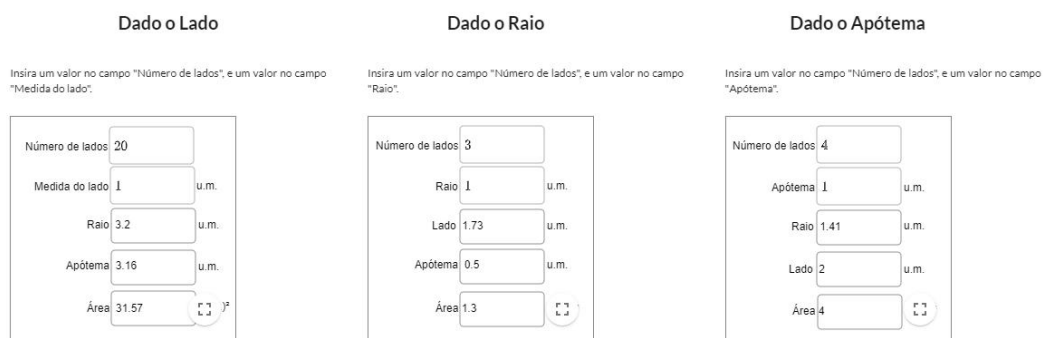 Dado o Lado
Insira um valor no campo "Número de lados", e um valor no campo
"Medida do lado".
Número de lados 20
Medida do lado 1 u.m.
Raio 3.2 u.m.
Apótema 3.16 u.m.
Área 31.57 )²
Dado o Raio
Insira um valor no campo "Número de lados", e um valor no campo
"Raio".
Número de lados 3
Raio 1 u.m.
Lado 1.73 u.m.
Apótema 0.5 u.m.
Área 1.3
Dado o Apótema
Insira um valor no campo "Número de lados", e um valor no campo
"Apótema".
Número de lados 4
Apótema 1 u.m.
Raio 1.41 u.m.
Lado 2 u.m.
Área 4